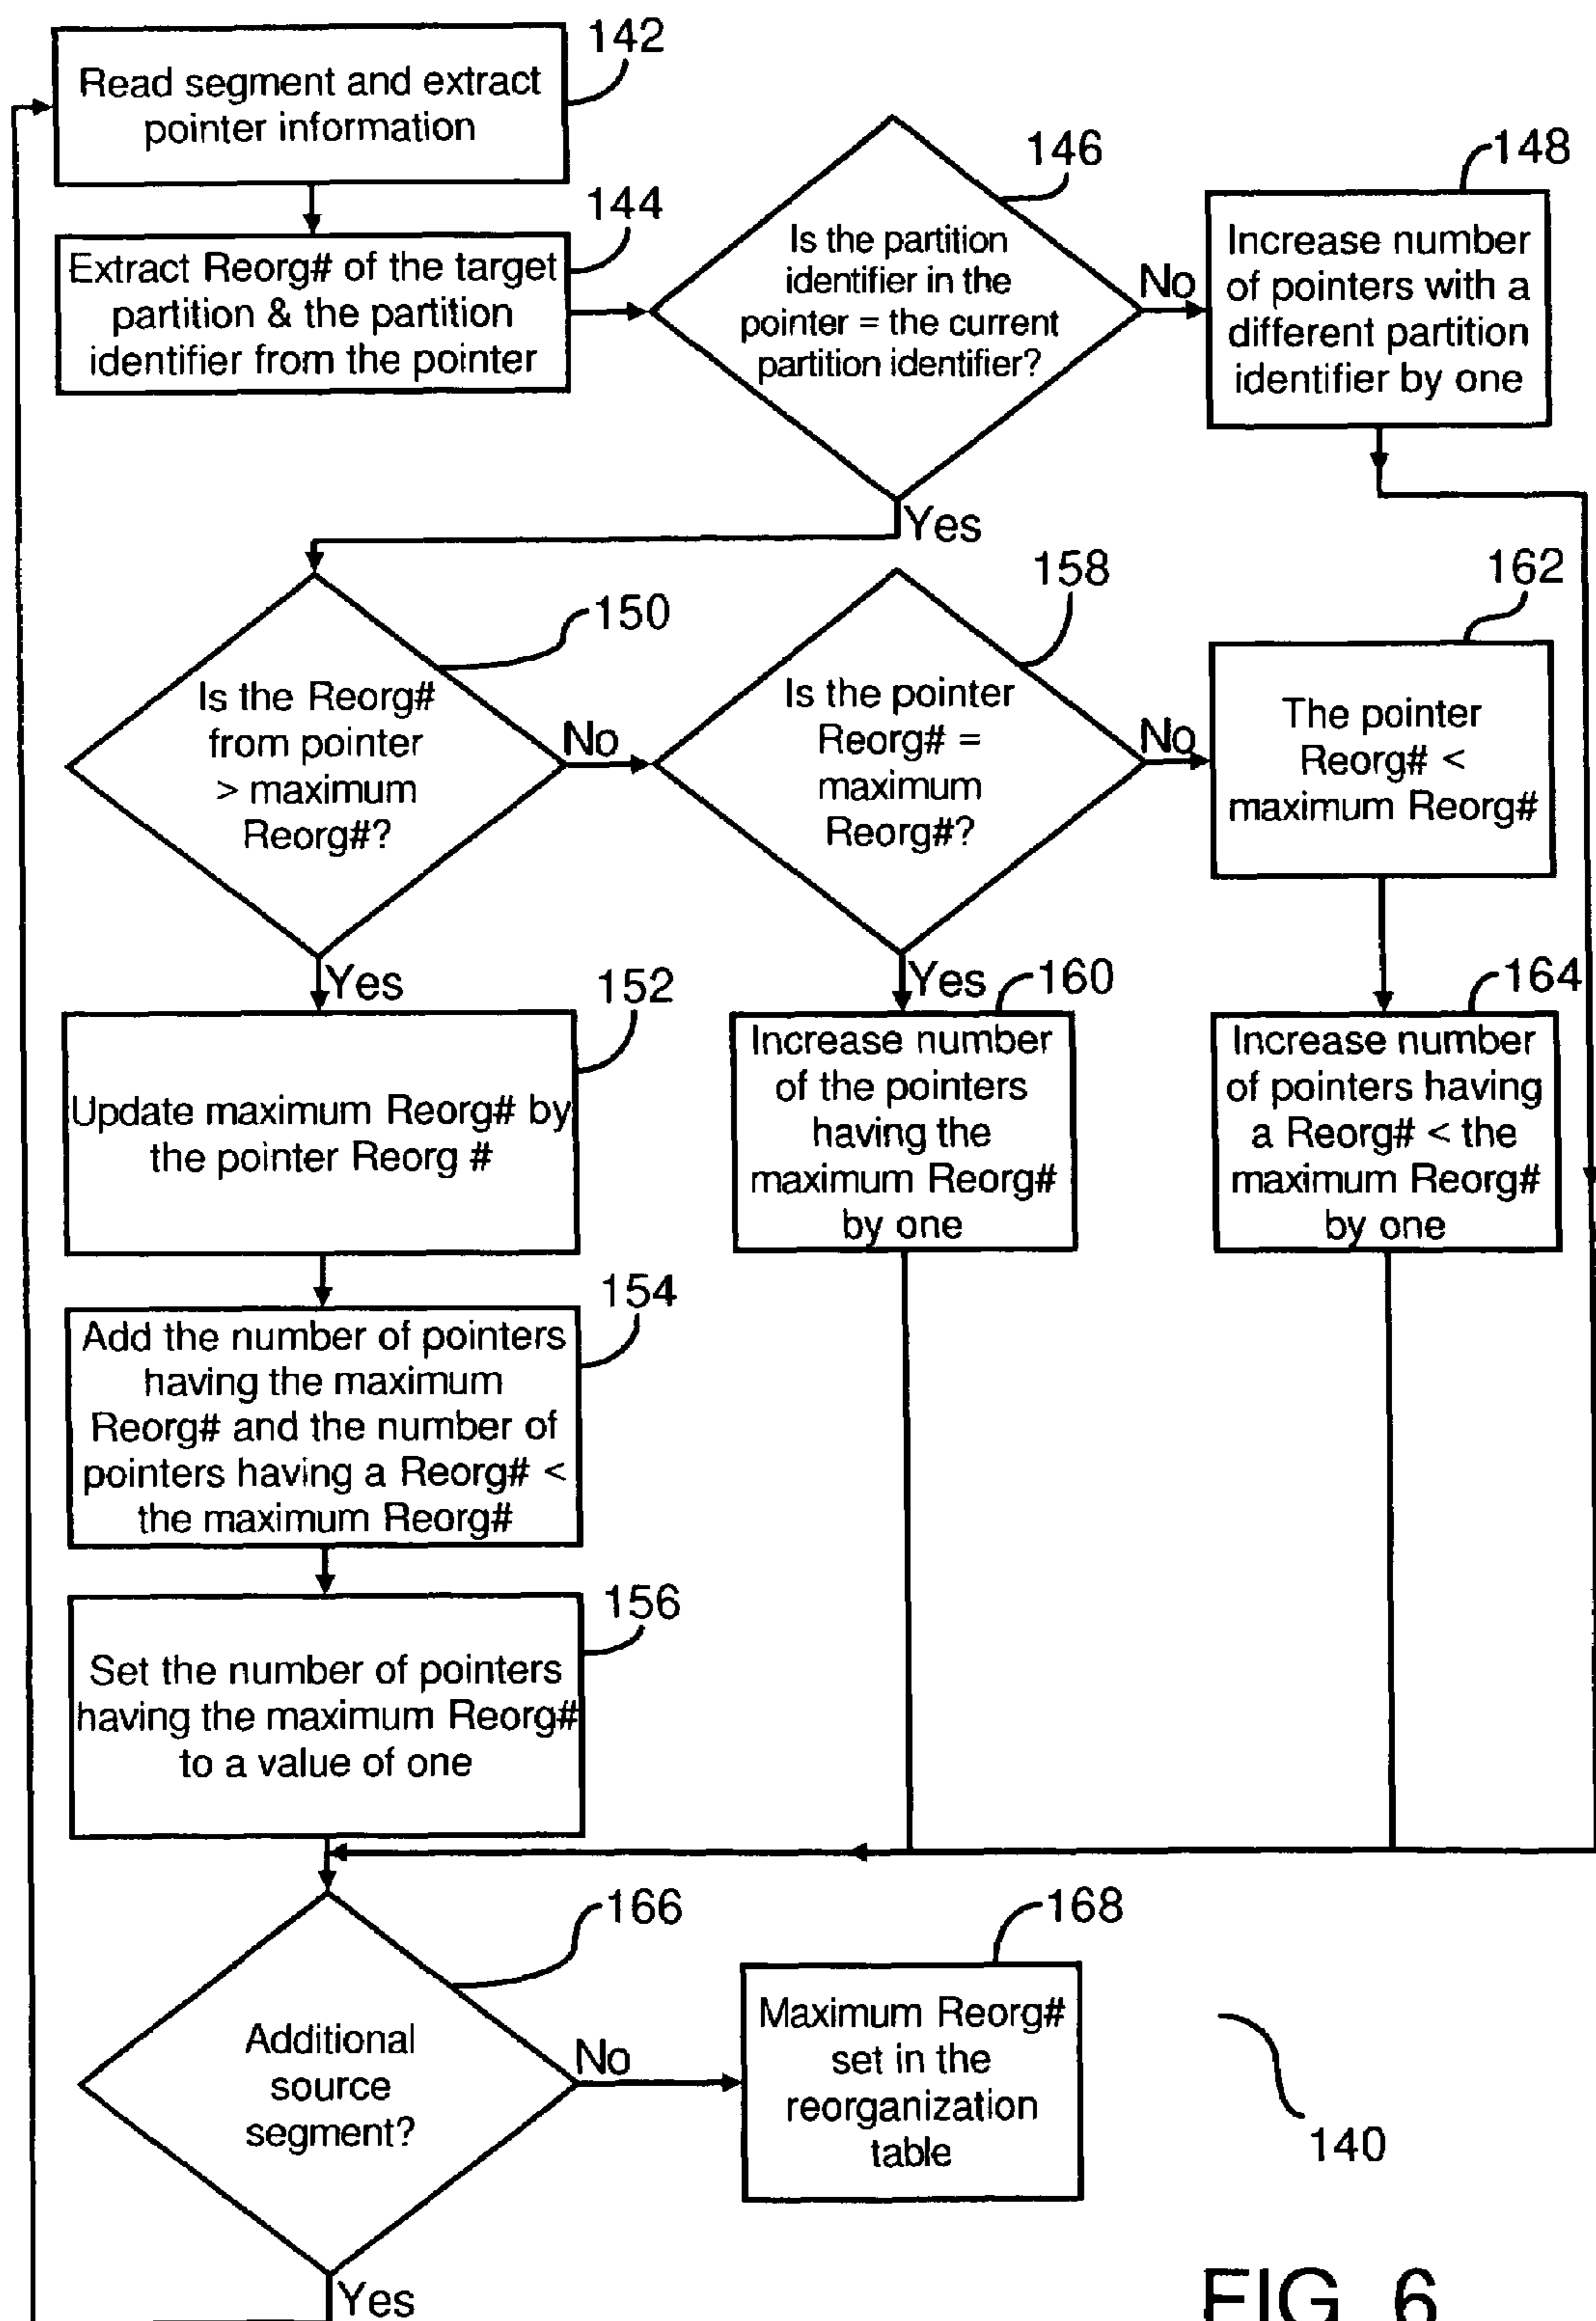 142
Read segment and extract
pointer information
144
Extract Reorg# of the target
partition & the partition
identifier from the pointer
146
Is the partition
identifier in the
pointer = the current
partition identifier?
No
Yes
148
Increase number
of pointers with a
different partition
identifier by one
150
Is the Reorg#
from pointer
> maximum
Reorg#?
No
Yes
158
Is the pointer
Reorg# =
maximum
Reorg#?
No
Yes
162
The pointer
Reorg# <
maximum Reorg#
152
Update maximum Reorg# by
the pointer Reorg #
160
Increase number
of the pointers
having the
maximum Reorg#
by one
164
Increase number
of pointers having
a Reorg# < the
maximum Reorg#
by one
154
Add the number of pointers
having the maximum
Reorg# and the number of
pointers having a Reorg# <
the maximum Reorg#
156
Set the number of pointers
having the maximum Reorg#
to a value of one
166
Additional
source
segment?
No
Yes
168
Maximum Reorg#
set in the
reorganization
table
140
FIG. 6